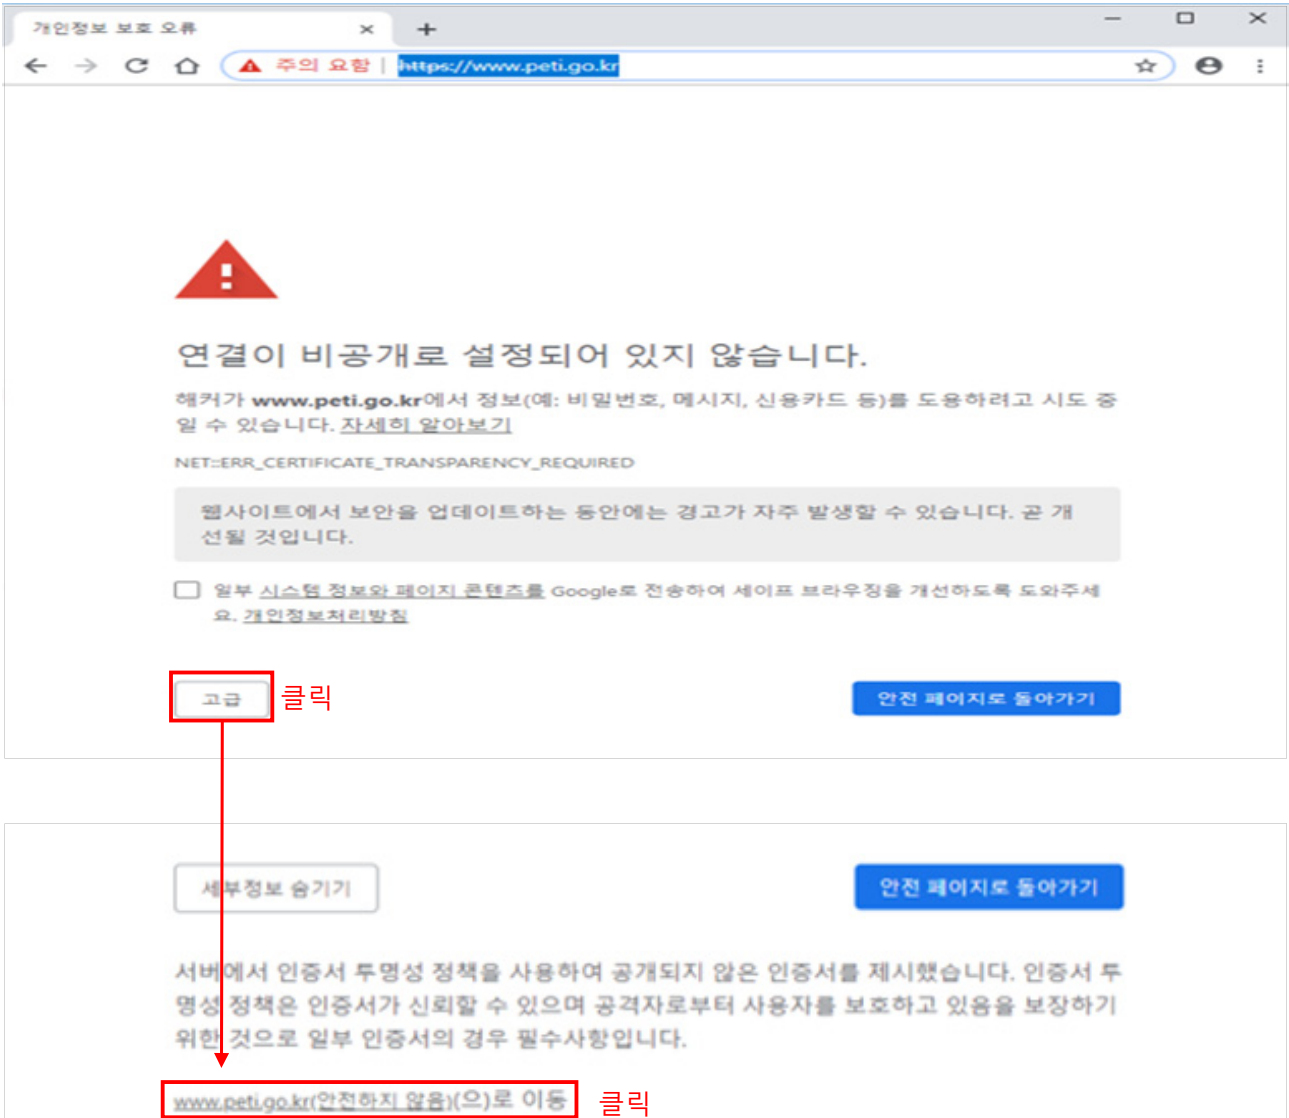 개인정보 보호 오류
주의 요함 https://www.peti.go.kr
연결이 비공개로 설정되어 있지 않습니다.
해커가 www.peti.go.kr에서 정보(예: 비밀번호, 메시지, 신용카드 등)를 도용하려고 시도 중
일 수 있습니다. 자세히 알아보기
NET::ERR_CERTIFICATE_TRANSPARENCY_REQUIRED
웹사이트에서 보안을 업데이트하는 동안에는 경고가 자주 발생할 수 있습니다. 곧 개
선될 것입니다.
일부 시스템 정보와 페이지 콘텐츠를 Google로 전송하여 세이프 브라우징을 개선하도록 도와주세
요. 개인정보처리방침
고급 클릭 안전 페이지로 돌아가기
세부정보 숨기기 안전 페이지로 돌아가기
서버에서 인증서 투명성 정책을 사용하여 공개되지 않은 인증서를 제시했습니다. 인증서 투
명성 정책은 인증서가 신뢰할 수 있으며 공격자로부터 사용자를 보호하고 있음을 보장하기
위한 것으로 일부 인증서의 경우 필수사항입니다.
www.peti.go.kr(안전하지 않음)(으)로 이동 클릭